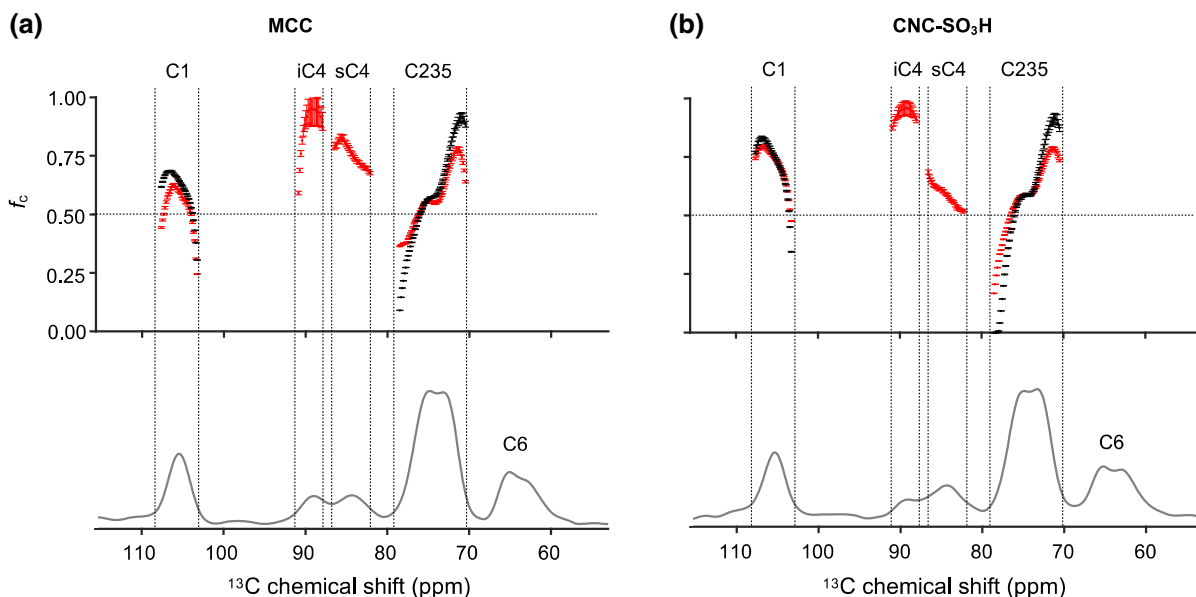 (a) MCC
C1 iC4 sC4 C235
1.00
0.75
fc
0.50
0.25
0.00
C6
110 100 90 80 70 60
13C chemical shift (ppm)
(b) CNC-SO3H
C1 iC4 sC4 C235
C6
110 100 90 80 70 60
13C chemical shift (ppm)